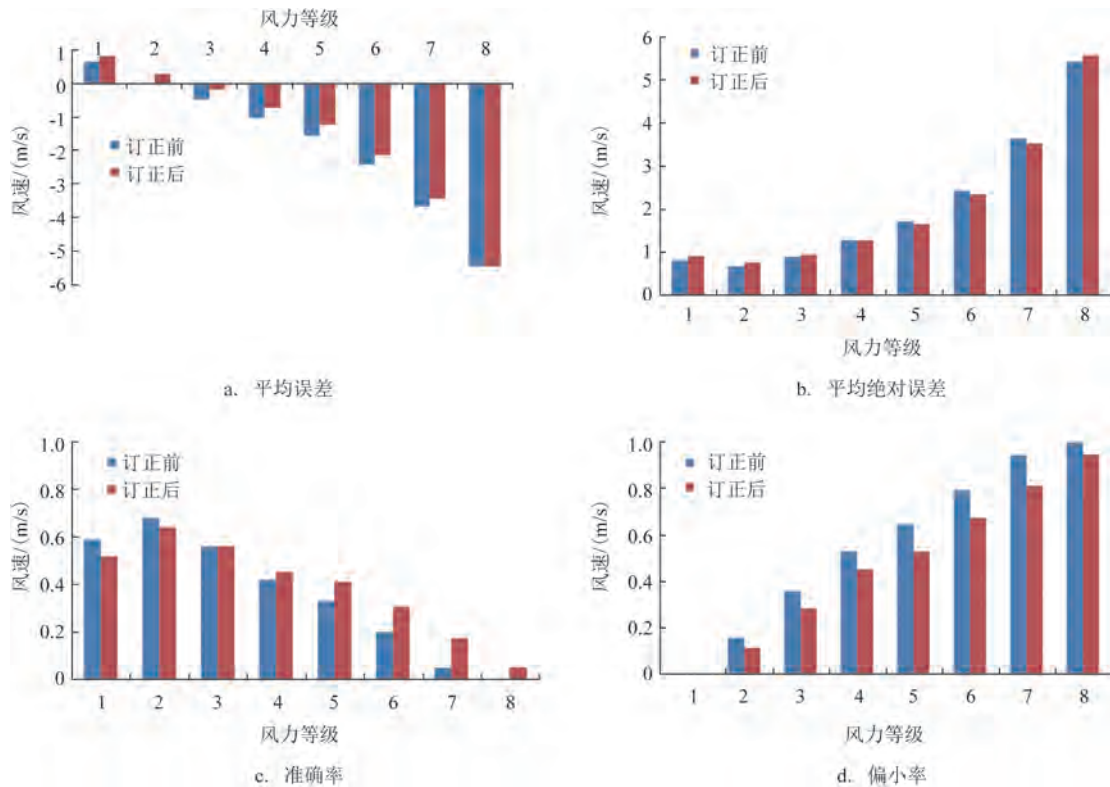 风力等级
1 2 3 4 5 6 7 8
1
0
-1
-2
-3
-4
-5
-6
风速/(m/s)
订正前
订正后
a. 平均误差
6
5
4
3
2
1
0
风速/(m/s)
订正前
订正后
1 2 3 4 5 6 7 8
风力等级
b. 平均绝对误差
1.0
0.8
0.6
0.4
0.2
0
风速/(m/s)
订正前
订正后
1 2 3 4 5 6 7 8
风力等级
c. 准确率
1.0
0.8
0.6
0.4
0.2
0
风速/(m/s)
订正前
订正后
1 2 3 4 5 6 7 8
风力等级
d. 偏小率